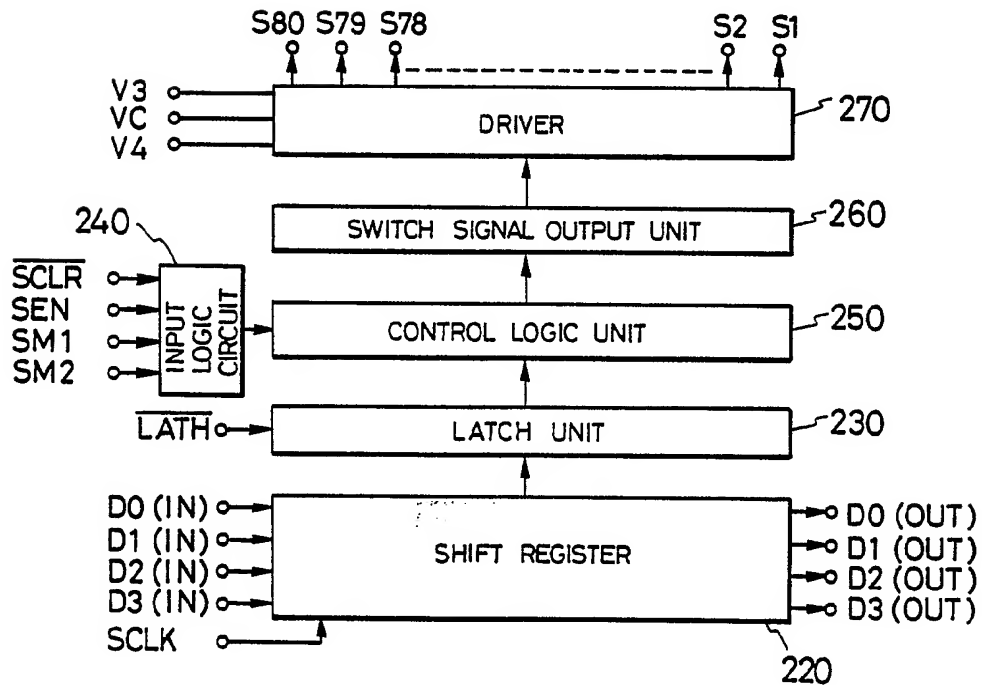 S80 S79 S78 S2 S1
V3
VC
V4
DRIVER
270
240
SWITCH SIGNAL OUTPUT UNIT
260
S̅C̅L̅R̅
SEN
SM1
SM2
INPUT
LOGIC
CIRCUIT
CONTROL LOGIC UNIT
250
L̅A̅T̅H̅
LATCH UNIT
230
D0 (IN)
D1 (IN)
D2 (IN)
D3 (IN)
SCLK
SHIFT REGISTER
D0 (OUT)
D1 (OUT)
D2 (OUT)
D3 (OUT)
220